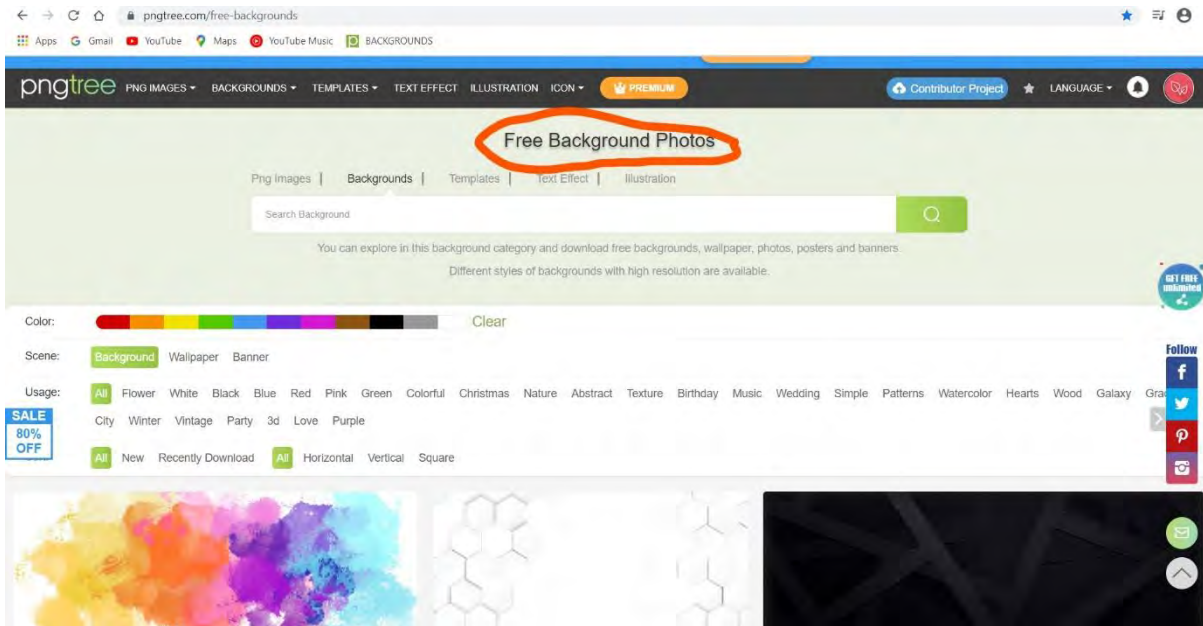 pngtree.com/free-backgrounds
Apps Gmail YouTube Maps YouTube Music BACKGROUNDS
pngtree PNG IMAGES BACKGROUNDS TEMPLATES TEXT EFFECT ILLUSTRATION ICON PREMIUM Contributor Project LANGUAGE
Free Background Photos
Png images | Backgrounds | Templates | Text Effect | Illustration
Search Background
You can explore in this background category and download free backgrounds, wallpaper, photos, posters and banners.
Different styles of backgrounds with high resolution are available.
GET FREE
unlimited
Color: Clear
Scene: Background Wallpaper Banner
Follow
Usage: All Flower White Black Blue Red Pink Green Colorful Christmas Nature Abstract Texture Birthday Music Wedding Simple Patterns Watercolor Hearts Wood Galaxy
City Winter Vintage Party 3d Love Purple
SALE
80%
OFF
All New Recently Download All Horizontal Vertical Square